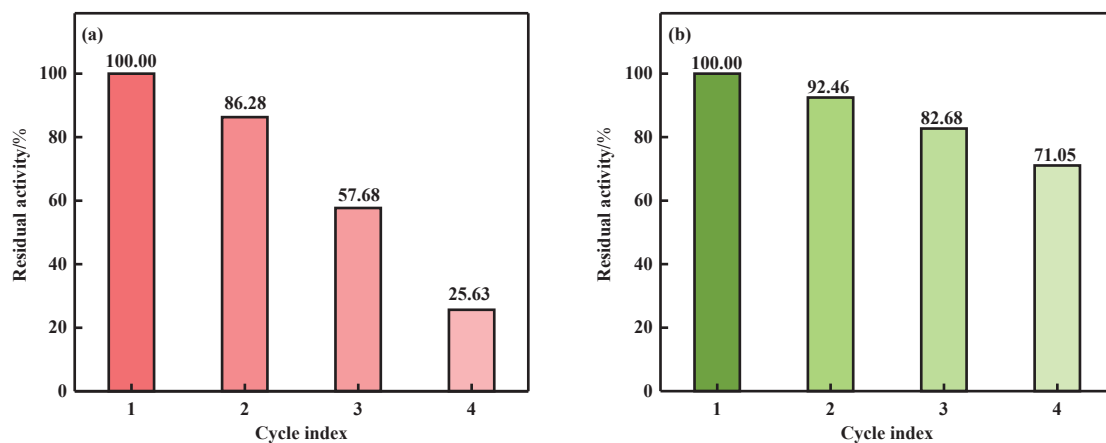 (a)
100.00
86.28
57.68
25.63
100
80
60
40
20
0
Residual activity/%
1 2 3 4
Cycle index
(b)
100.00
92.46
82.68
71.05
100
80
60
40
20
0
Residual activity/%
1 2 3 4
Cycle index